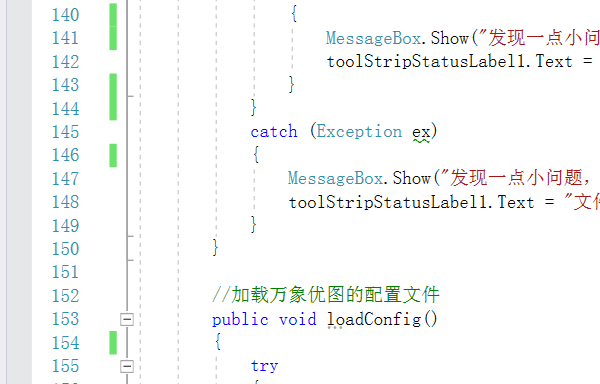 140 {
141 MessageBox.Show("发现一点小问
142 toolStripStatusLabel1.Text =
143 }
144 }
145 catch (Exception ex)
146 {
147 MessageBox.Show("发现一点小问题,
148 toolStripStatusLabel1.Text = "文件
149 }
150 }
151
152 //加载万象优图的配置文件
153 public void loadConfig()
154 {
155 try